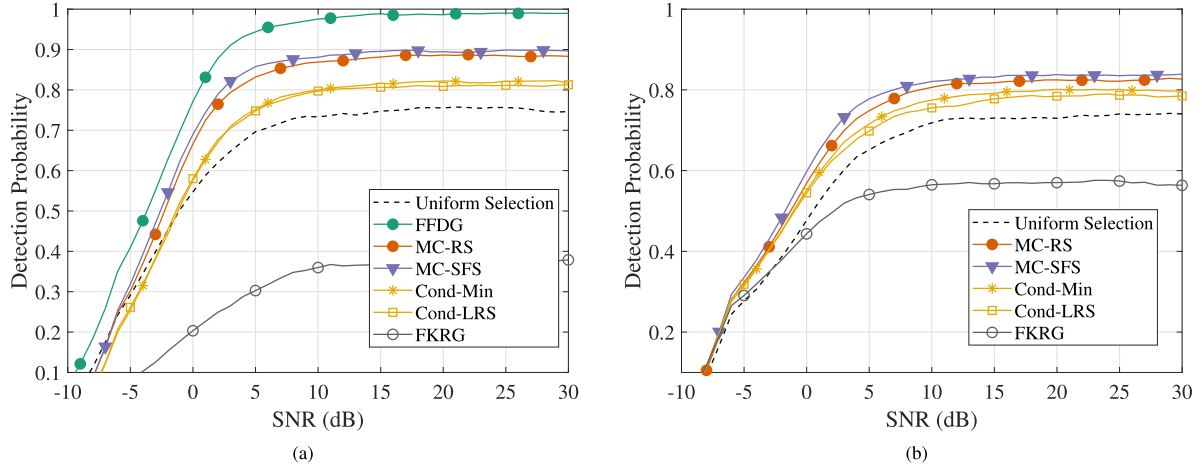 1
0.9
0.8
0.7
0.6
0.5
0.4
0.3
0.2
0.1
Detection Probability
-10 -5 0 5 10 15 20 25 30
SNR (dB)
Uniform Selection
FFDG
MC-RS
MC-SFS
Cond-Min
Cond-LRS
FKRG
(a)
1
0.8
0.6
0.4
0.2
Detection Probability
-10 -5 0 5 10 15 20 25 30
SNR (dB)
Uniform Selection
MC-RS
MC-SFS
Cond-Min
Cond-LRS
FKRG
(b)